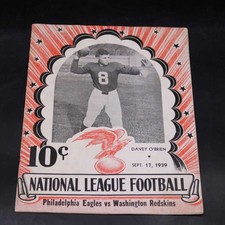 8
DAVEY O'BRIEN
10¢
SEPT. 17, 1939
NATIONAL LEAGUE FOOTBALL
Philadelphia Eagles vs Washington Redskins